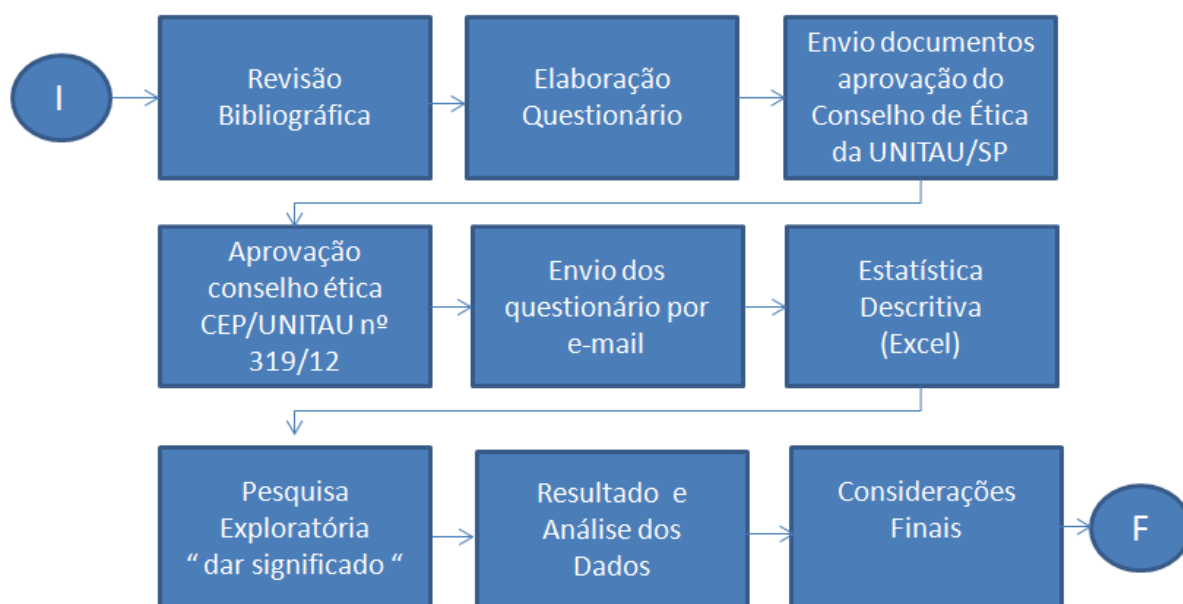 I
Revisão
Bibliográfica
Elaboração
Questionário
Envio documentos
aprovação do
Conselho de Ética
da UNITAU/SP
Aprovação
conselho ética
CEP/UNITAU nº
319/12
Envio dos
questionário por
e-mail
Estatística
Descritiva
(Excel)
Pesquisa
Exploratória
“ dar significado “
Resultado e
Análise dos
Dados
Considerações
Finais
F